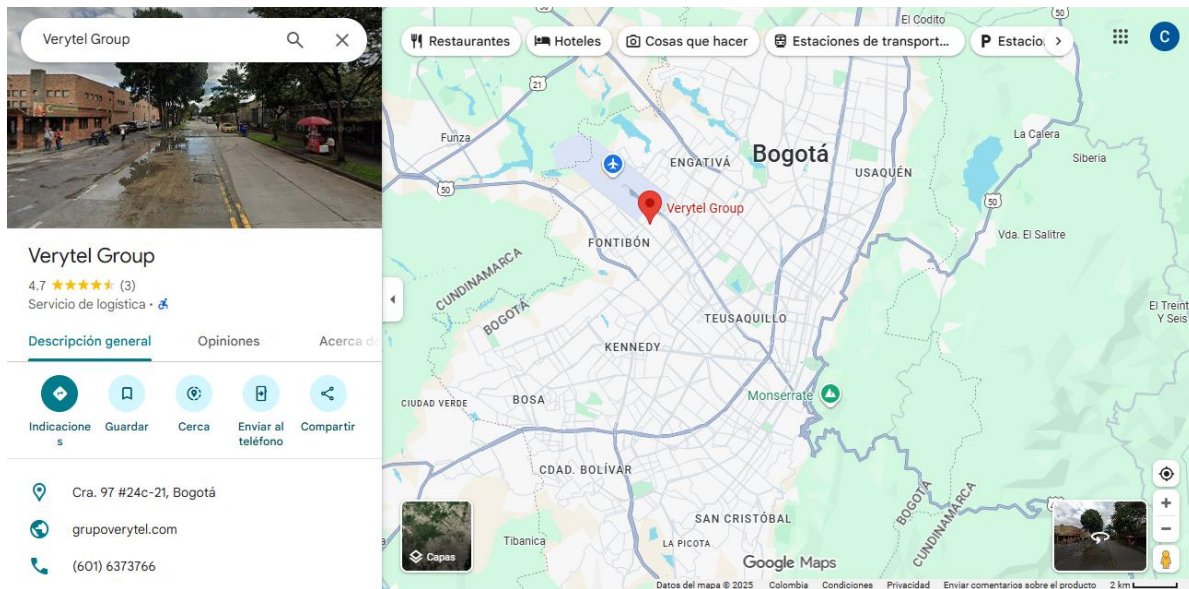 Verytel Group
Verytel Group
4.7 ★★★★★ (3)
Servicio de logística •
Descripción general
Opiniones
Acerca d
Indicacione
s
Guardar
Cerca
Enviar al
teléfono
Compartir
Cra. 97 #24c-21, Bogotá
grupoverytel.com
(601) 6373766
Restaurantes
Hoteles
Cosas que hacer
Estaciones de transport...
P Estacio
C
50
El Codito
50
21
Funza
ENGATIVÁ
Bogotá
La Calera
Siberia
USAQUÉN
50
50
Verytel Group
FONTIBÓN
Vda. El Salitre
CUNDINAMARCA
BOGOTÁ
El Treint
Y Seis
TEUSAQUILLO
KENNEDY
Monserrate
CIUDAD VERDE
BOSA
CDAD. BOLÍVAR
BOGOTÁ
CUNDINAMARCA
SAN CRISTÓBAL
Tibanica
LA PICOTA
Capas
Google Maps
Datos del mapa © 2025 Colombia Condiciones Privacidad Enviar comentarios sobre el producto 2 km